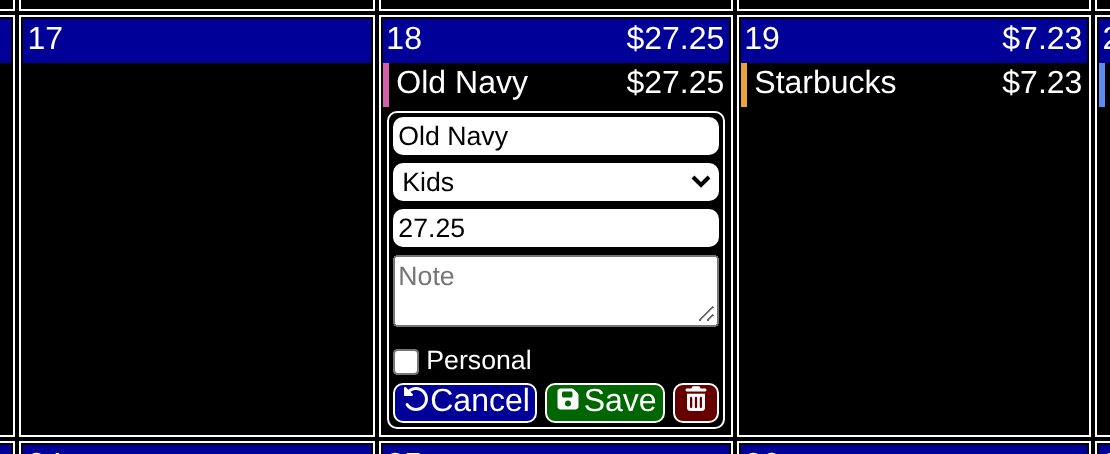 17
18 $27.25
Old Navy $27.25
Old Navy
Kids
27.25
Note
Personal
Cancel Save
19 $7.23
Starbucks $7.23